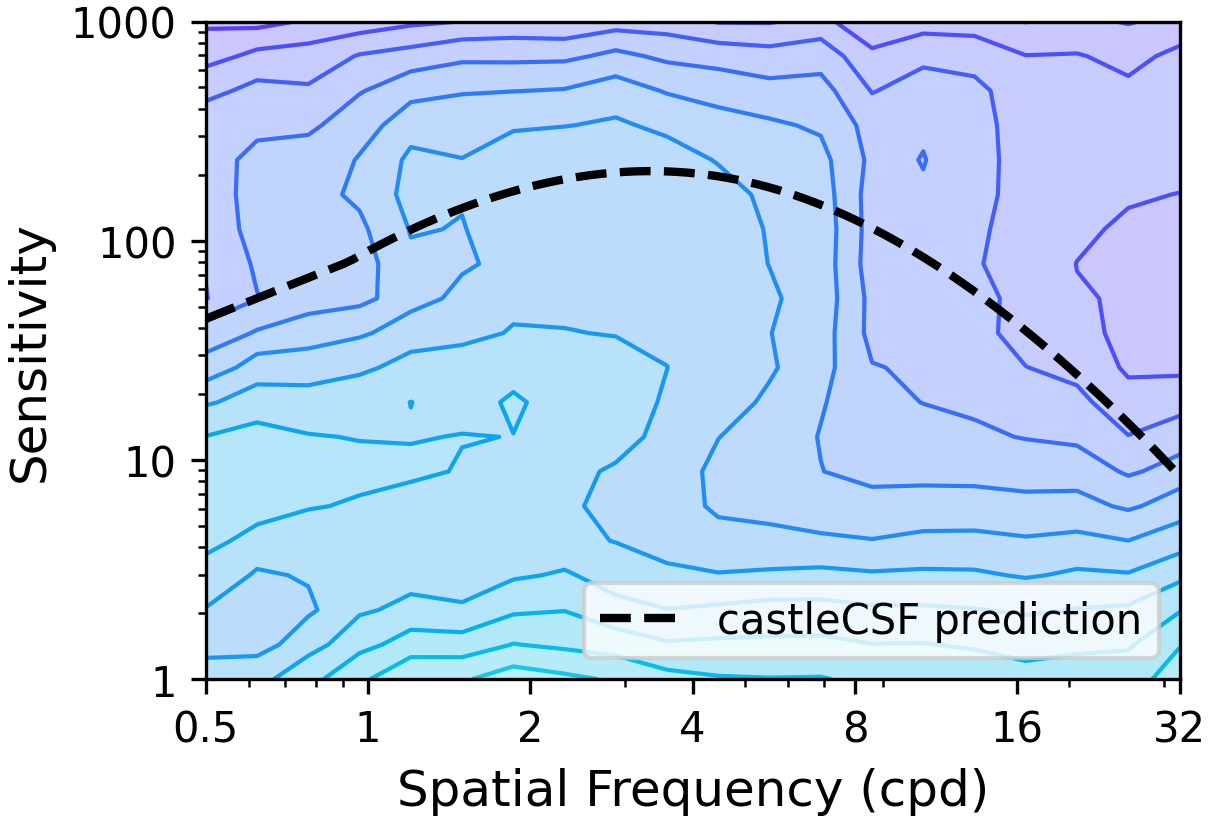 1000
100
10
1
Sensitivity
castleCSF prediction
0.5 1 2 4 8 16 32
Spatial Frequency (cpd)